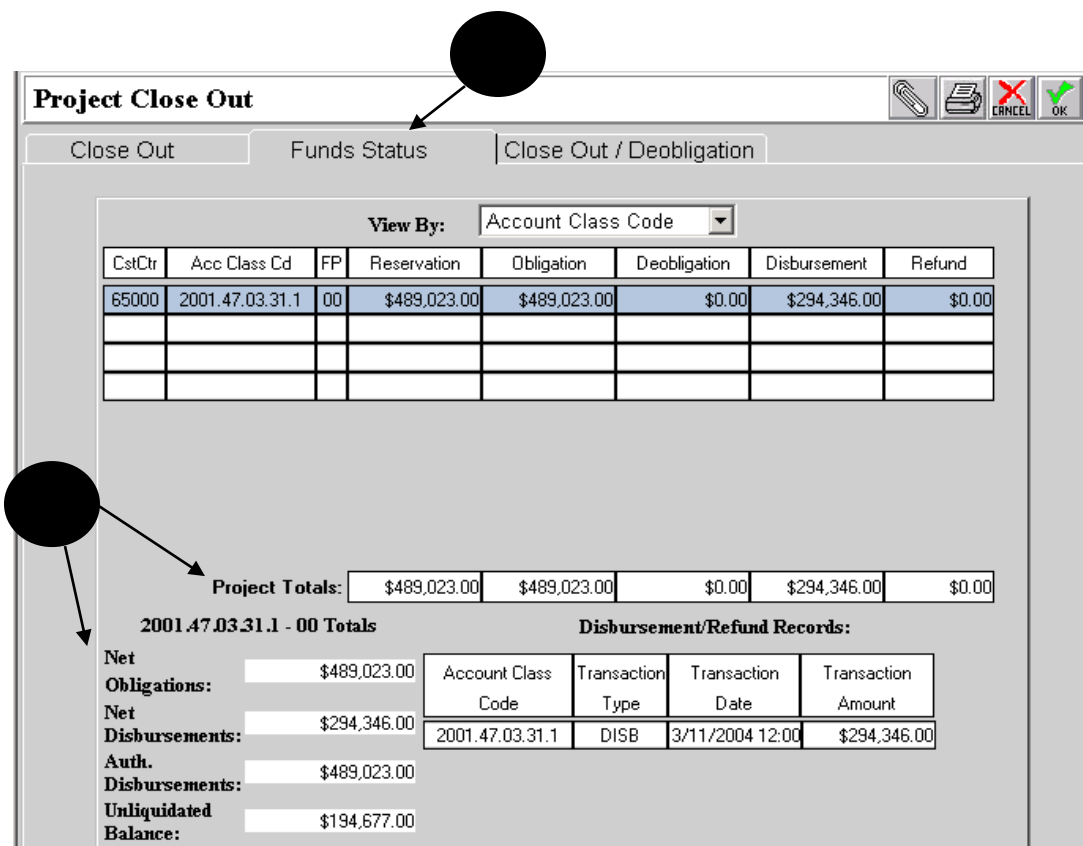 Project Close Out
CANCEL OK
Close Out Funds Status Close Out / Deobligation
View By: Account Class Code
CstCtr Acc Class Cd FP Reservation Obligation Deobligation Disbursement Refund
65000 2001.47.03.31.1 00 $489,023.00 $489,023.00 $0.00 $294,346.00 $0.00
Project Totals: $489,023.00 $489,023.00 $0.00 $294,346.00 $0.00
2001.47.03.31.1 - 00 Totals
Disbursement/Refund Records:
Net
Obligations: $489,023.00
Net
Disbursements: $294,346.00
Auth.
Disbursements: $489,023.00
Unliquidated
Balance: $194,677.00
Account Class Transaction Transaction Transaction
Code Type Date Amount
2001.47.03.31.1 DISB 3/11/2004 12:00 $294,346.00